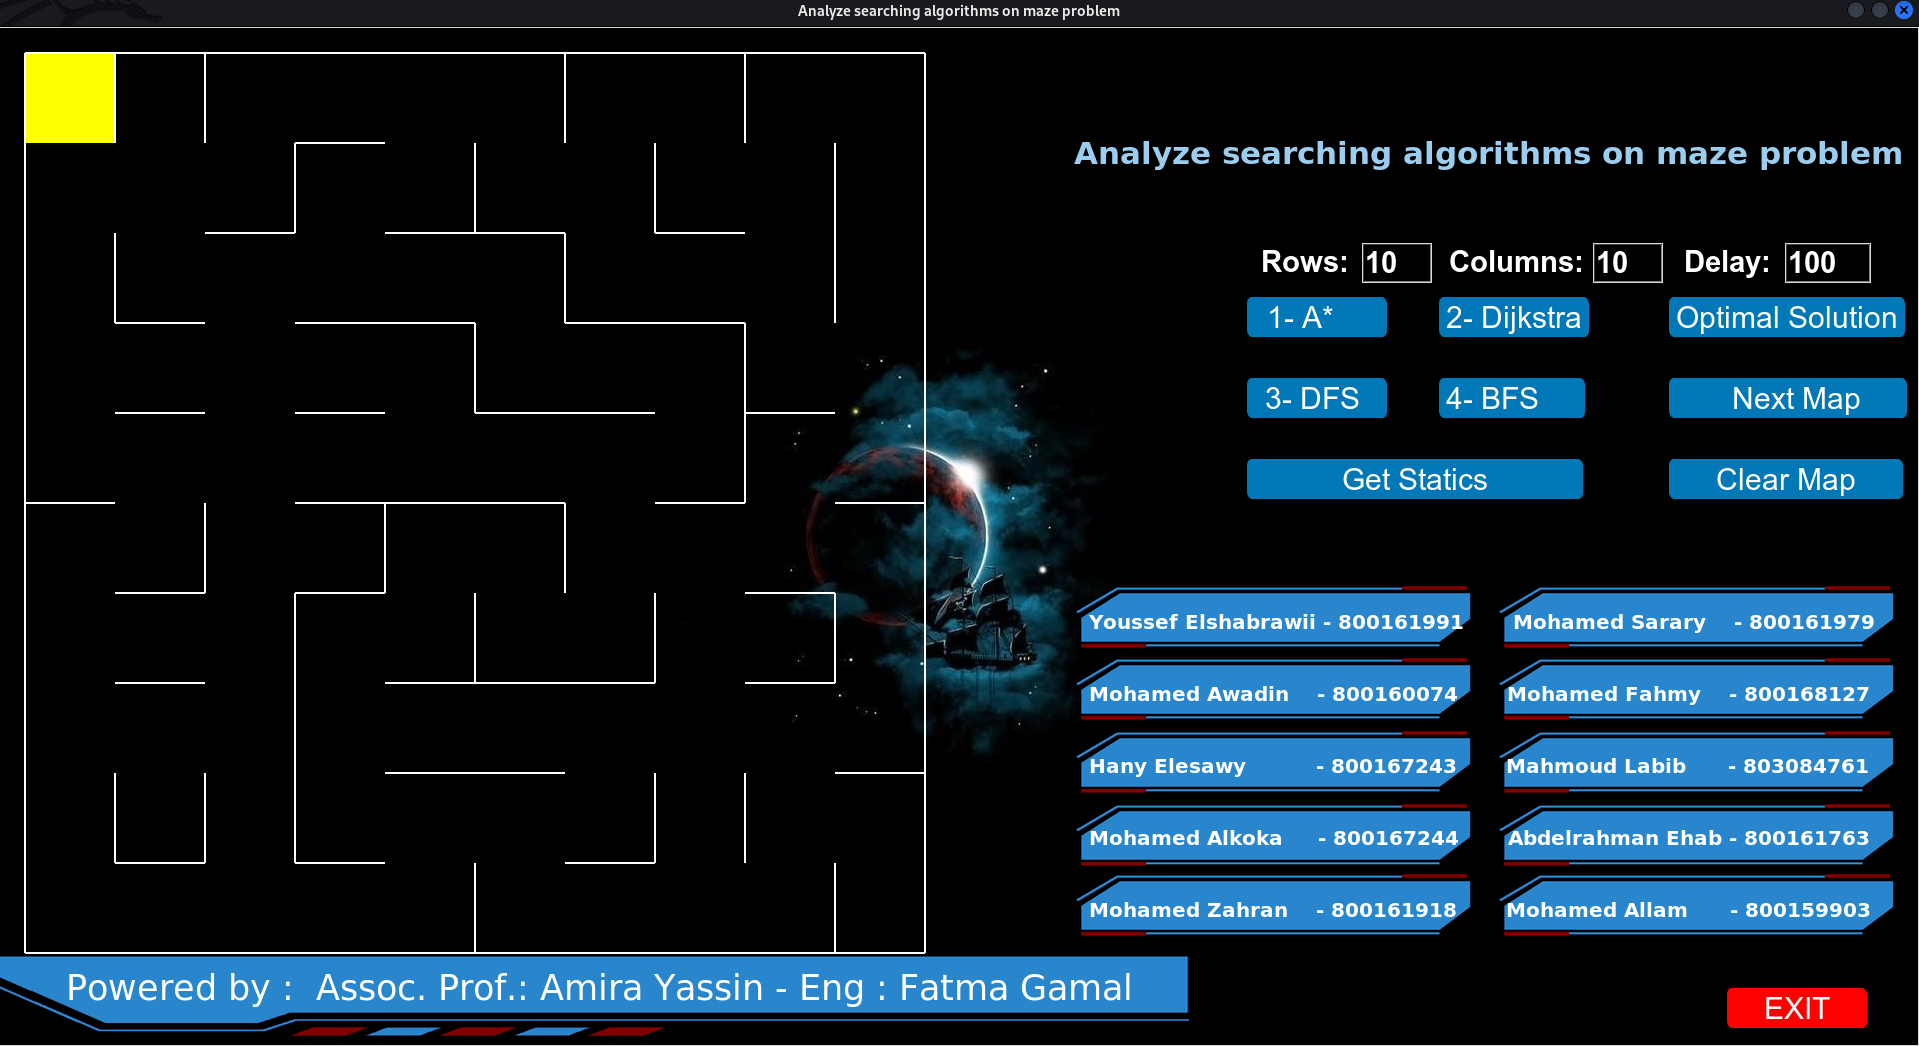 Analyze searching algorithms on maze problem
Analyze searching algorithms on maze problem
Rows: 10 Columns: 10 Delay: 100
1- A* 2- Dijkstra Optimal Solution
3- DFS 4- BFS Next Map
Get Statics Clear Map
Youssef Elshabrawii - 800161991 Mohamed Sarary - 800161979
Mohamed Awadin - 800160074 Mohamed Fahmy - 800168127
Hany Elesawy - 800167243 Mahmoud Labib - 803084761
Mohamed Alkoka - 800167244 Abdelrahman Ehab - 800161763
Mohamed Zahran - 800161918 Mohamed Allam - 800159903
Powered by : Assoc. Prof.: Amira Yassin - Eng : Fatma Gamal
EXIT